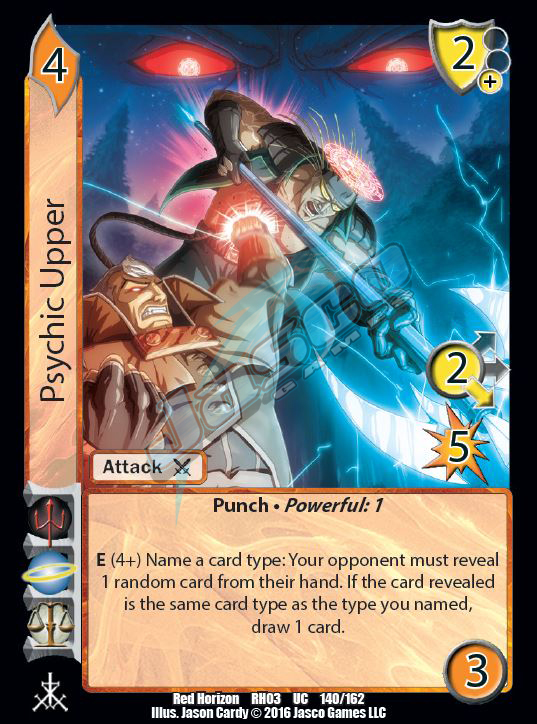 4
2
+
Psychic Upper
2
5
Attack
Punch • Powerful: 1
E (4+) Name a card type: Your opponent must reveal
1 random card from their hand. If the card revealed
is the same card type as the type you named,
draw 1 card.
3
Red Horizon RH03 UC 140/162
Illus. Jason Cardy © 2016 Jasco Games LLC